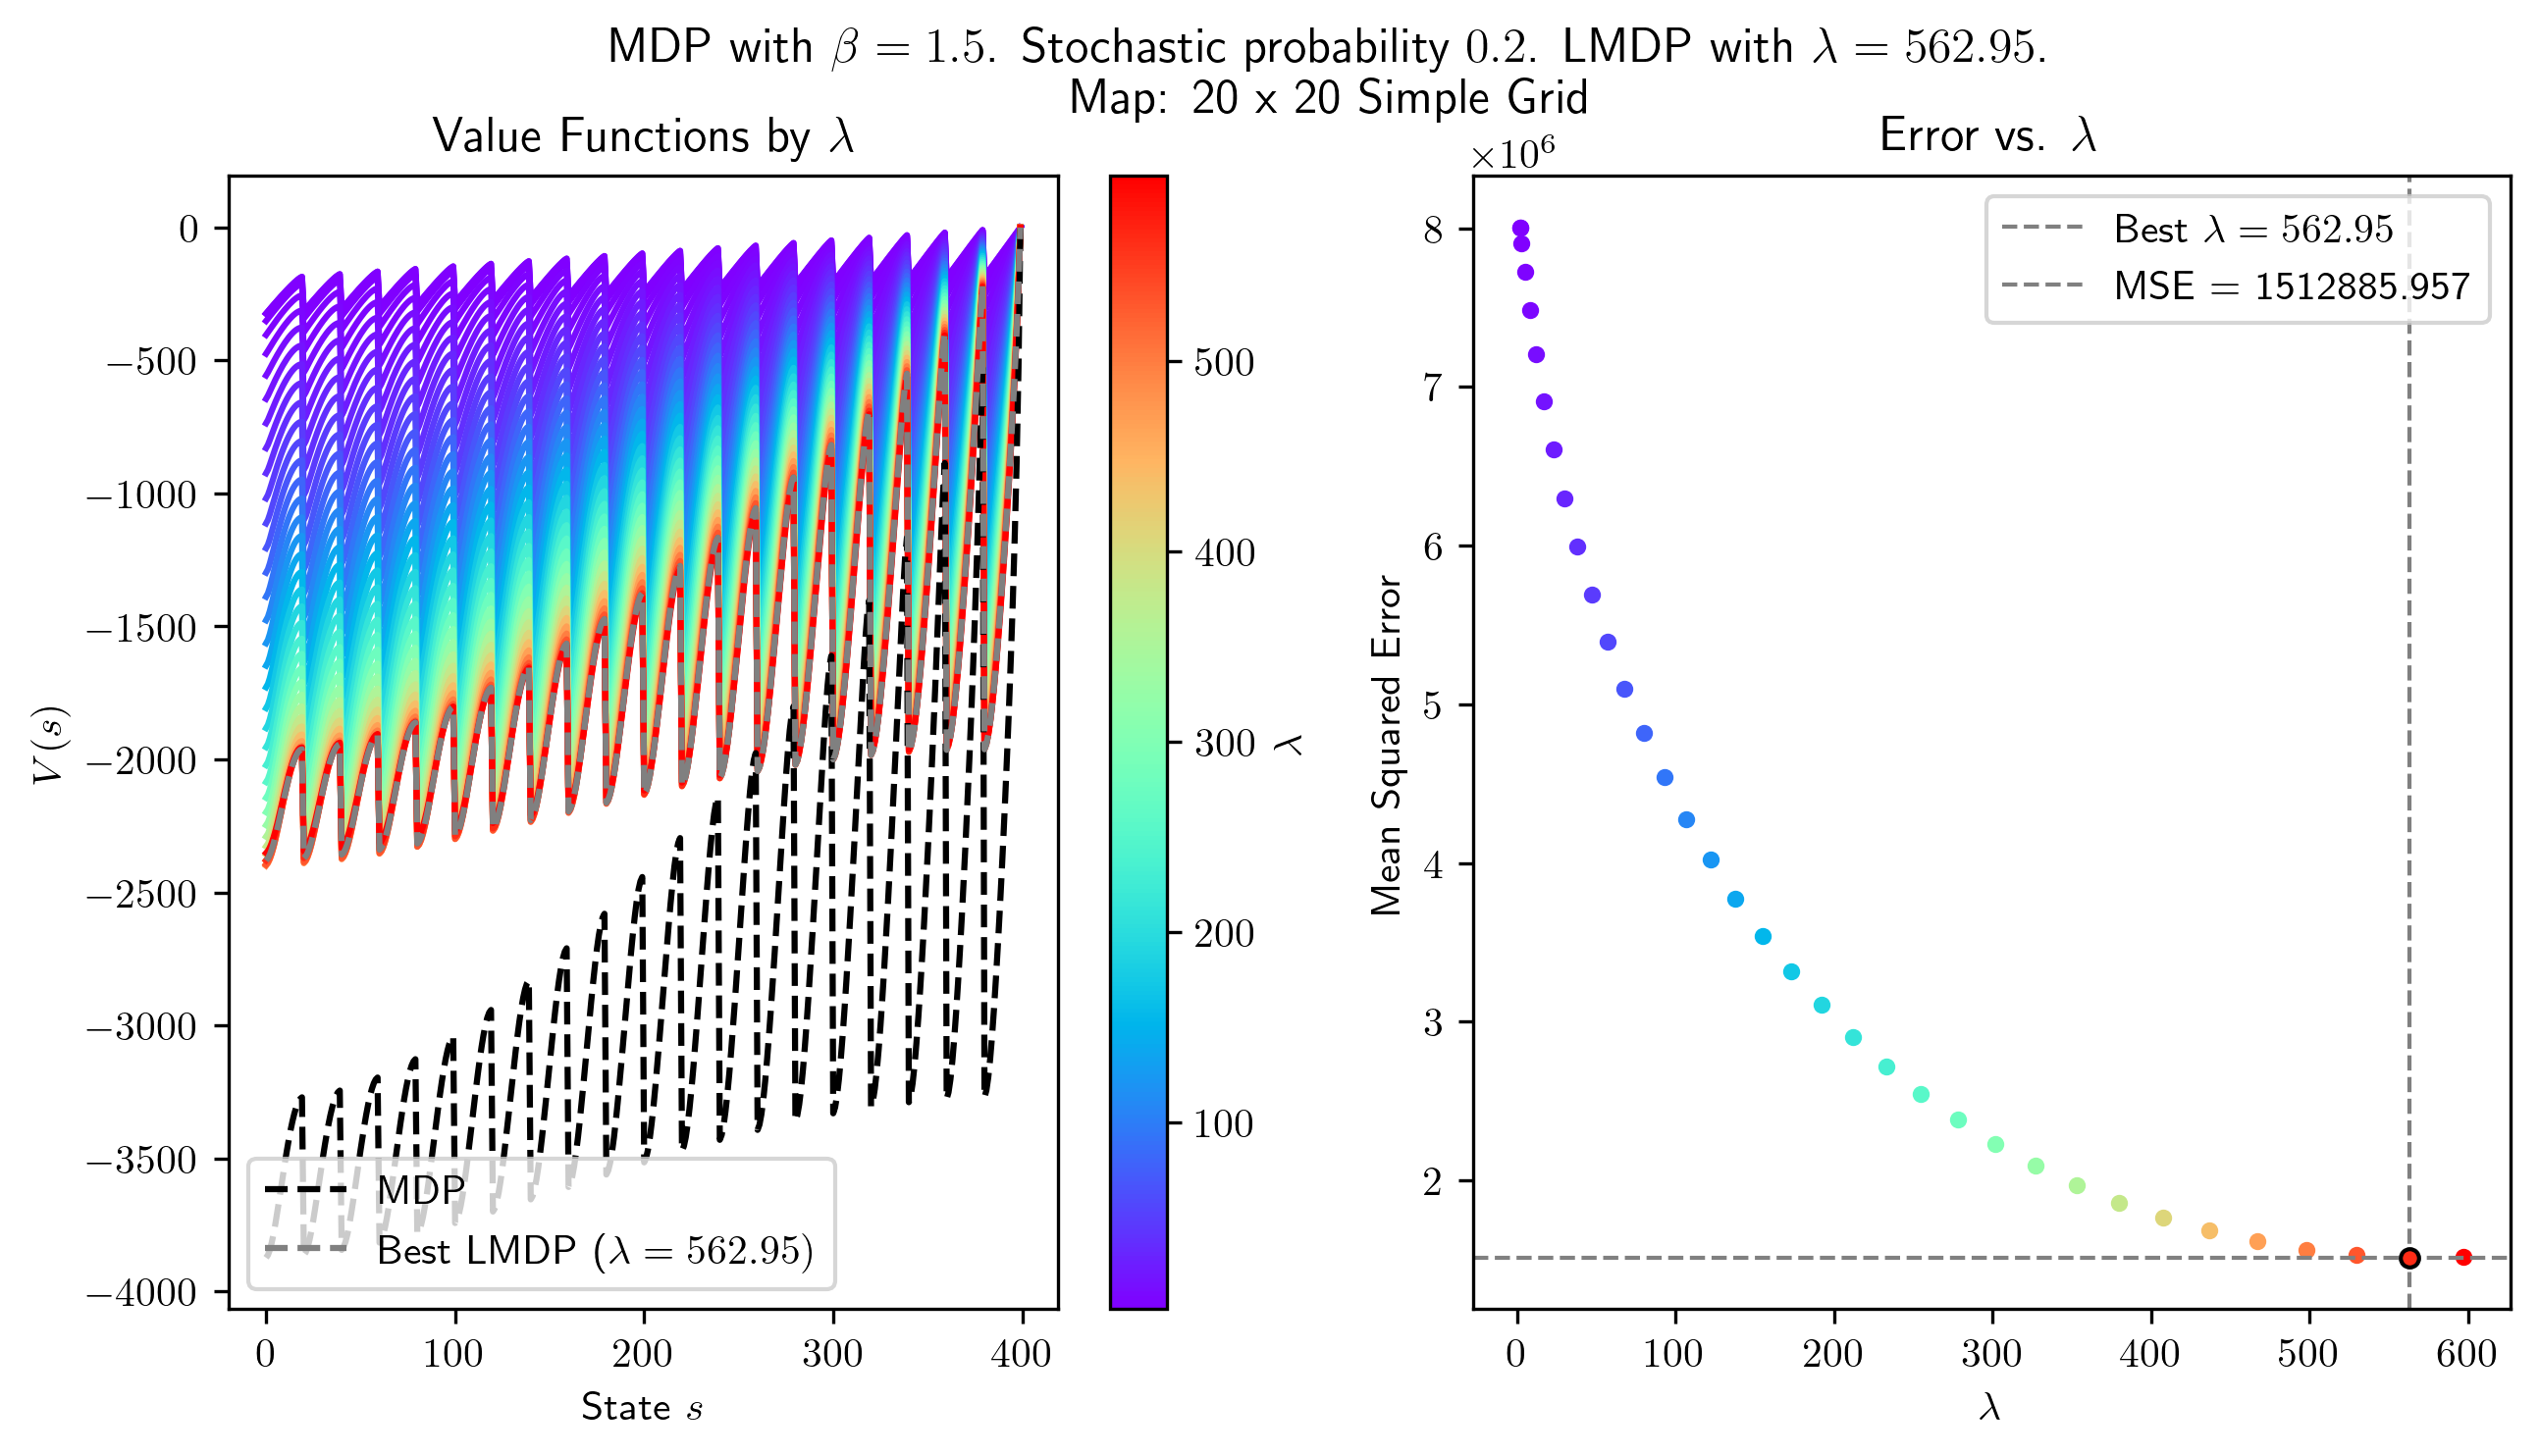 MDP with β = 1.5. Stochastic probability 0.2. LMDP with λ = 562.95.
Map: 20 x 20 Simple Grid
Value Functions by λ
0
−500
−1000
−1500
−2000
−2500
−3000
−3500
−4000
V(s)
0 100 200 300 400
State s
MDP
Best LMDP (λ = 562.95)
500
400
300
200
100
λ
Error vs. λ
×10⁶
8
7
6
5
4
3
2
Mean Squared Error
0 100 200 300 400 500 600
λ
Best λ = 562.95
MSE = 1512885.957